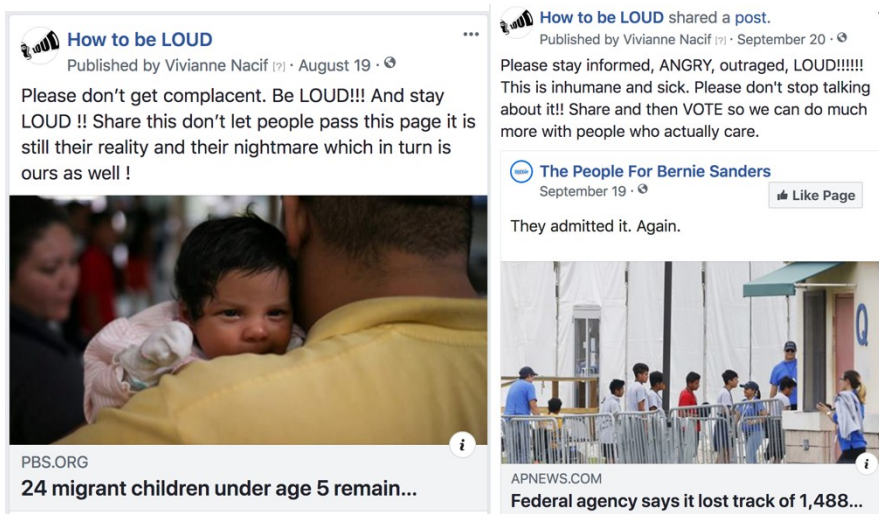 LOUD
How to be LOUD
Published by Vivianne Nacif [?] · August 19 ·
Please don't get complacent. Be LOUD!!! And stay
LOUD !! Share this don't let people pass this page it is
still their reality and their nightmare which in turn is
ours as well !
i
PBS.ORG
24 migrant children under age 5 remain...
How to be LOUD shared a post.
Published by Vivianne Nacif [?] · September 20 ·
Please stay informed, ANGRY, outraged, LOUD!!!!!!
This is inhumane and sick. Please don't stop talking
about it!! Share and then VOTE so we can do much
more with people who actually care.
The People For Bernie Sanders
September 19 ·
Like Page
They admitted it. Again.
Q
i
APNEWS.COM
Federal agency says it lost track of 1,488...